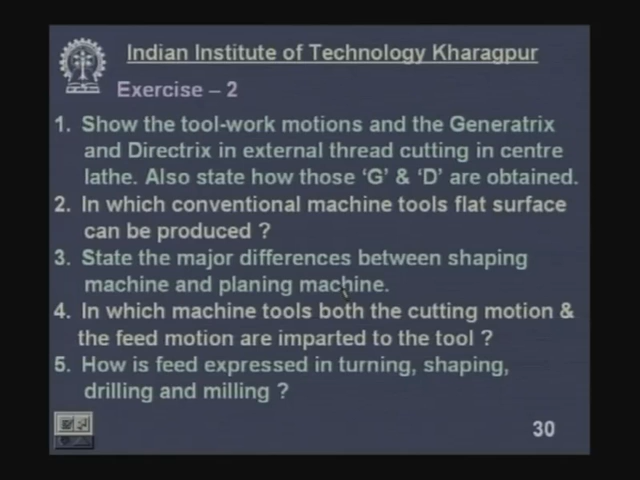 Indian Institute of Technology Kharagpur
Exercise – 2
1. Show the tool-work motions and the Generatrix
and Directrix in external thread cutting in centre
lathe. Also state how those ‘G’ & ‘D’ are obtained.
2. In which conventional machine tools flat surface
can be produced ?
3. State the major differences between shaping
machine and planing machine.
4. In which machine tools both the cutting motion &
the feed motion are imparted to the tool ?
5. How is feed expressed in turning, shaping,
drilling and milling ?
30